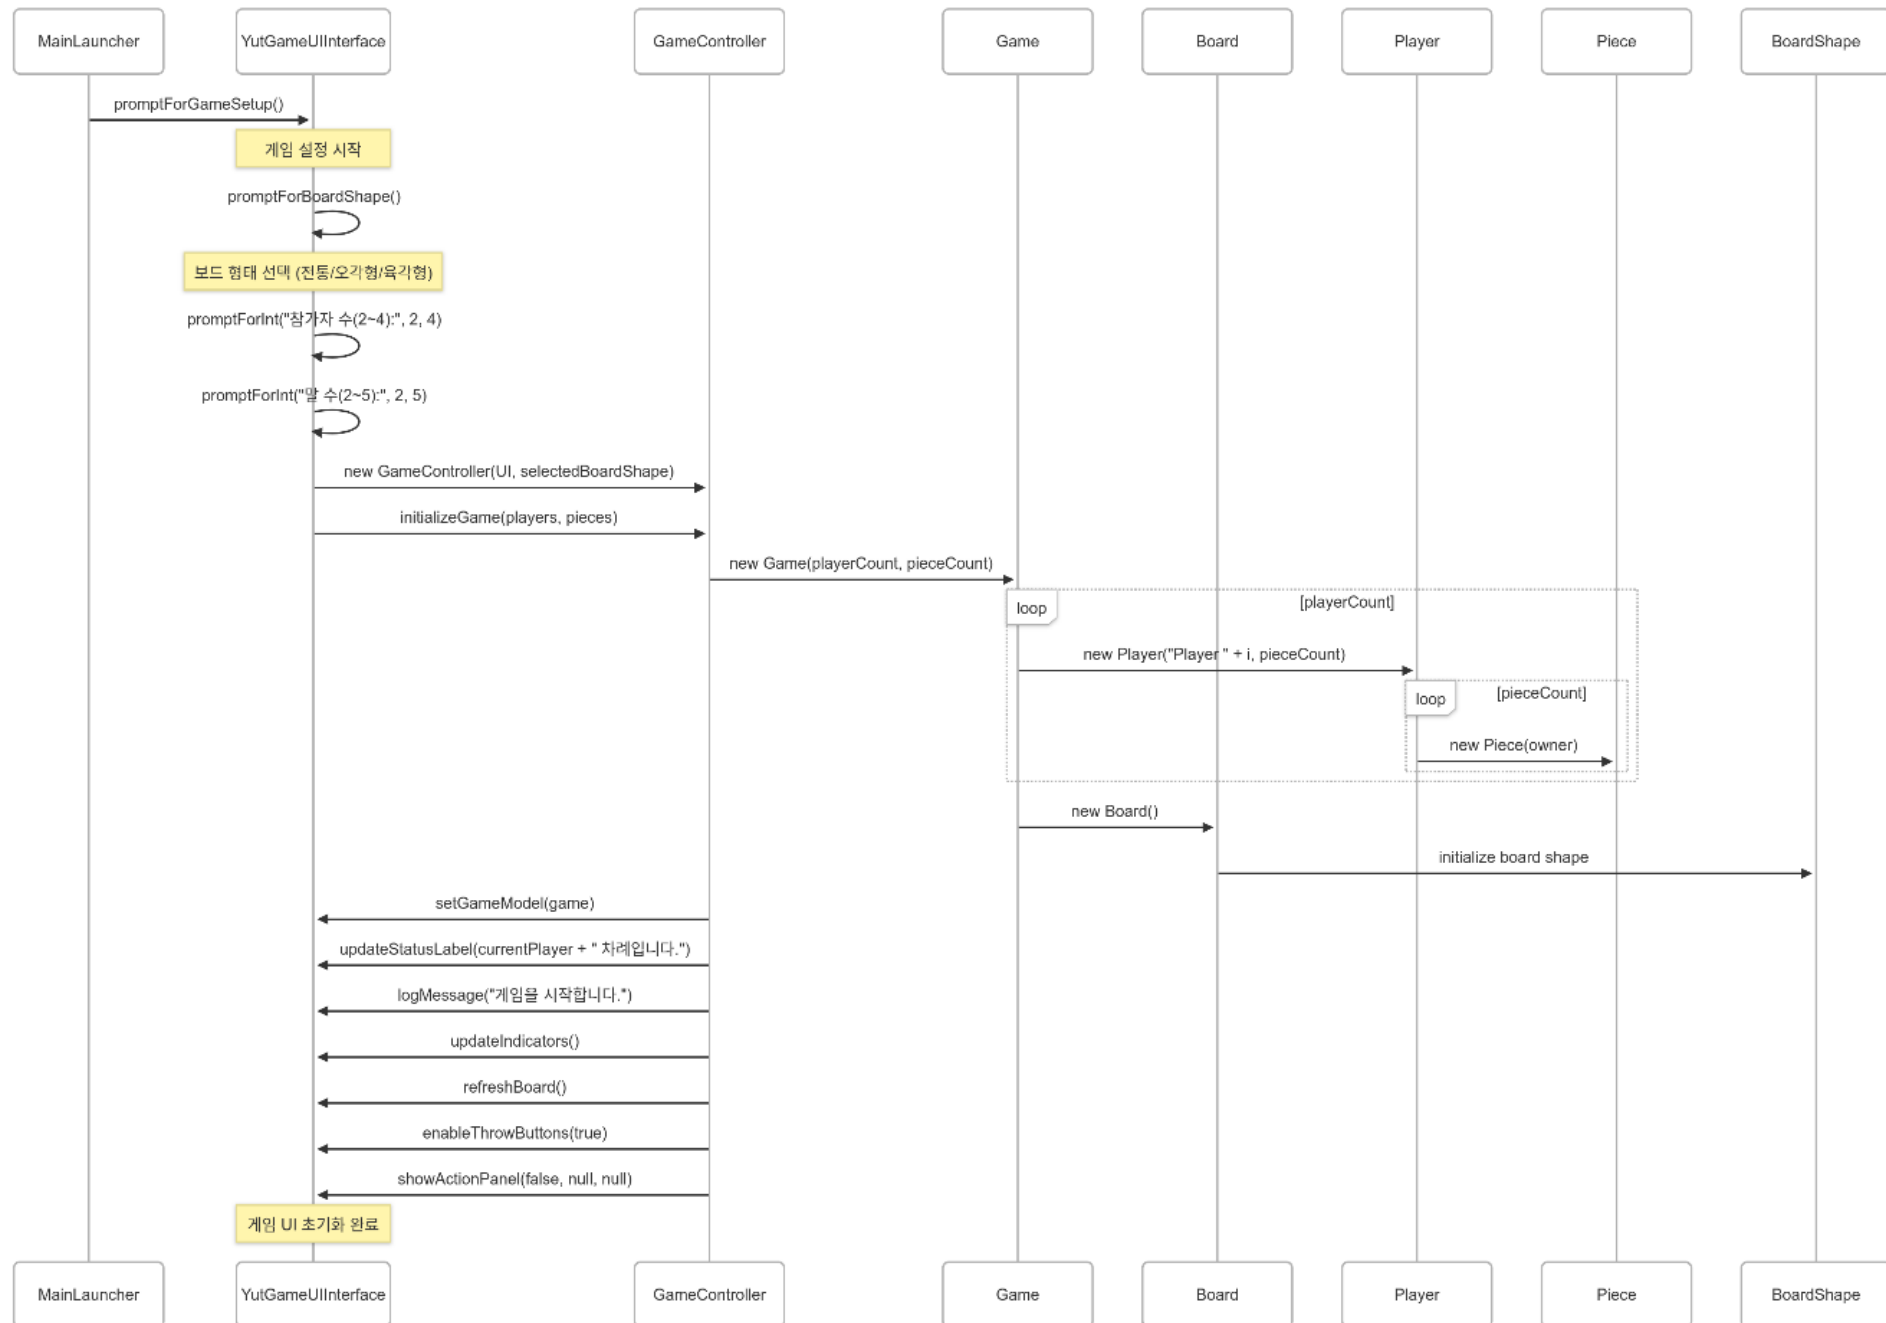 MainLauncher
YutGameUIInterface
GameController
Game
Board
Player
Piece
BoardShape
promptForGameSetup()
게임 설정 시작
promptForBoardShape()
보드 형태 선택 (전통/오각형/육각형)
promptForInt("참가자 수(2~4):", 2, 4)
promptForInt("말 수(2~5):", 2, 5)
new GameController(UI, selectedBoardShape)
initializeGame(players, pieces)
new Game(playerCount, pieceCount)
loop
[playerCount]
new Player("Player " + i, pieceCount)
loop
[pieceCount]
new Piece(owner)
new Board()
initialize board shape
setGameModel(game)
updateStatusLabel(currentPlayer + " 차례입니다.")
logMessage("게임을 시작합니다.")
updateIndicators()
refreshBoard()
enableThrowButtons(true)
showActionPanel(false, null, null)
게임 UI 초기화 완료
MainLauncher
YutGameUIInterface
GameController
Game
Board
Player
Piece
BoardShape